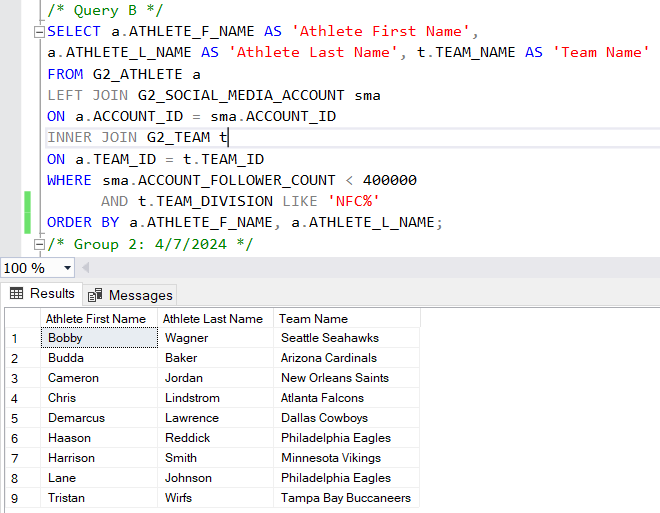 /* Query B */
SELECT a.ATHLETE_F_NAME AS 'Athlete First Name',
a.ATHLETE_L_NAME AS 'Athlete Last Name', t.TEAM_NAME AS 'Team Name'
FROM G2_ATHLETE a
LEFT JOIN G2_SOCIAL_MEDIA_ACCOUNT sma
ON a.ACCOUNT_ID = sma.ACCOUNT_ID
INNER JOIN G2_TEAM t
ON a.TEAM_ID = t.TEAM_ID
WHERE sma.ACCOUNT_FOLLOWER_COUNT < 400000
AND t.TEAM_DIVISION LIKE 'NFC%'
ORDER BY a.ATHLETE_F_NAME, a.ATHLETE_L_NAME;
/* Group 2: 4/7/2024 */
100 %
Results Messages
Athlete First Name Athlete Last Name Team Name
1 Bobby Wagner Seattle Seahawks
2 Budda Baker Arizona Cardinals
3 Cameron Jordan New Orleans Saints
4 Chris Lindstrom Atlanta Falcons
5 Demarcus Lawrence Dallas Cowboys
6 Haason Reddick Philadelphia Eagles
7 Harrison Smith Minnesota Vikings
8 Lane Johnson Philadelphia Eagles
9 Tristan Wirfs Tampa Bay Buccaneers